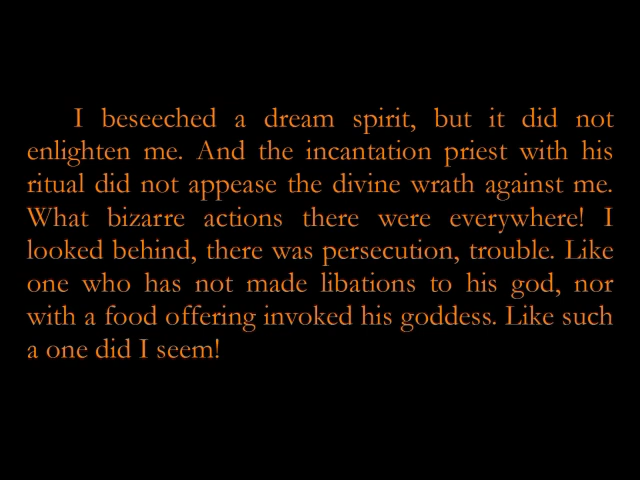 I beseeched a dream spirit, but it did not
enlighten me. And the incantation priest with his
ritual did not appease the divine wrath against me.
What bizarre actions there were everywhere! I
looked behind, there was persecution, trouble. Like
one who has not made libations to his god, nor
with a food offering invoked his goddess. Like such
a one did I seem!